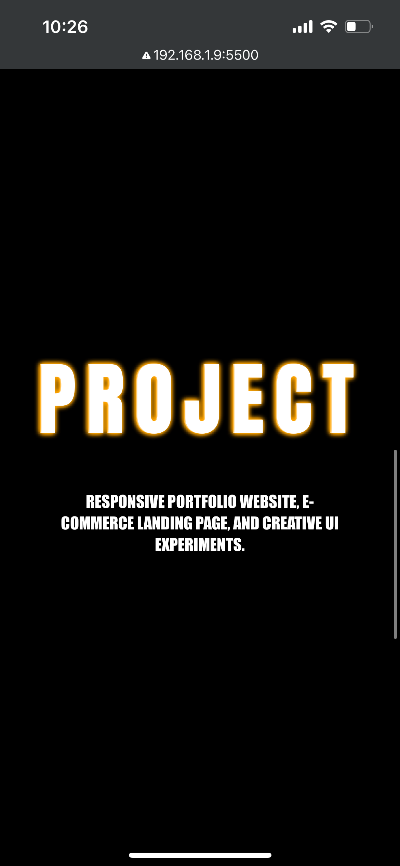 10:26
192.168.1.9:5500
PROJECT
RESPONSIVE PORTFOLIO WEBSITE, E-
COMMERCE LANDING PAGE, AND CREATIVE UI
EXPERIMENTS.